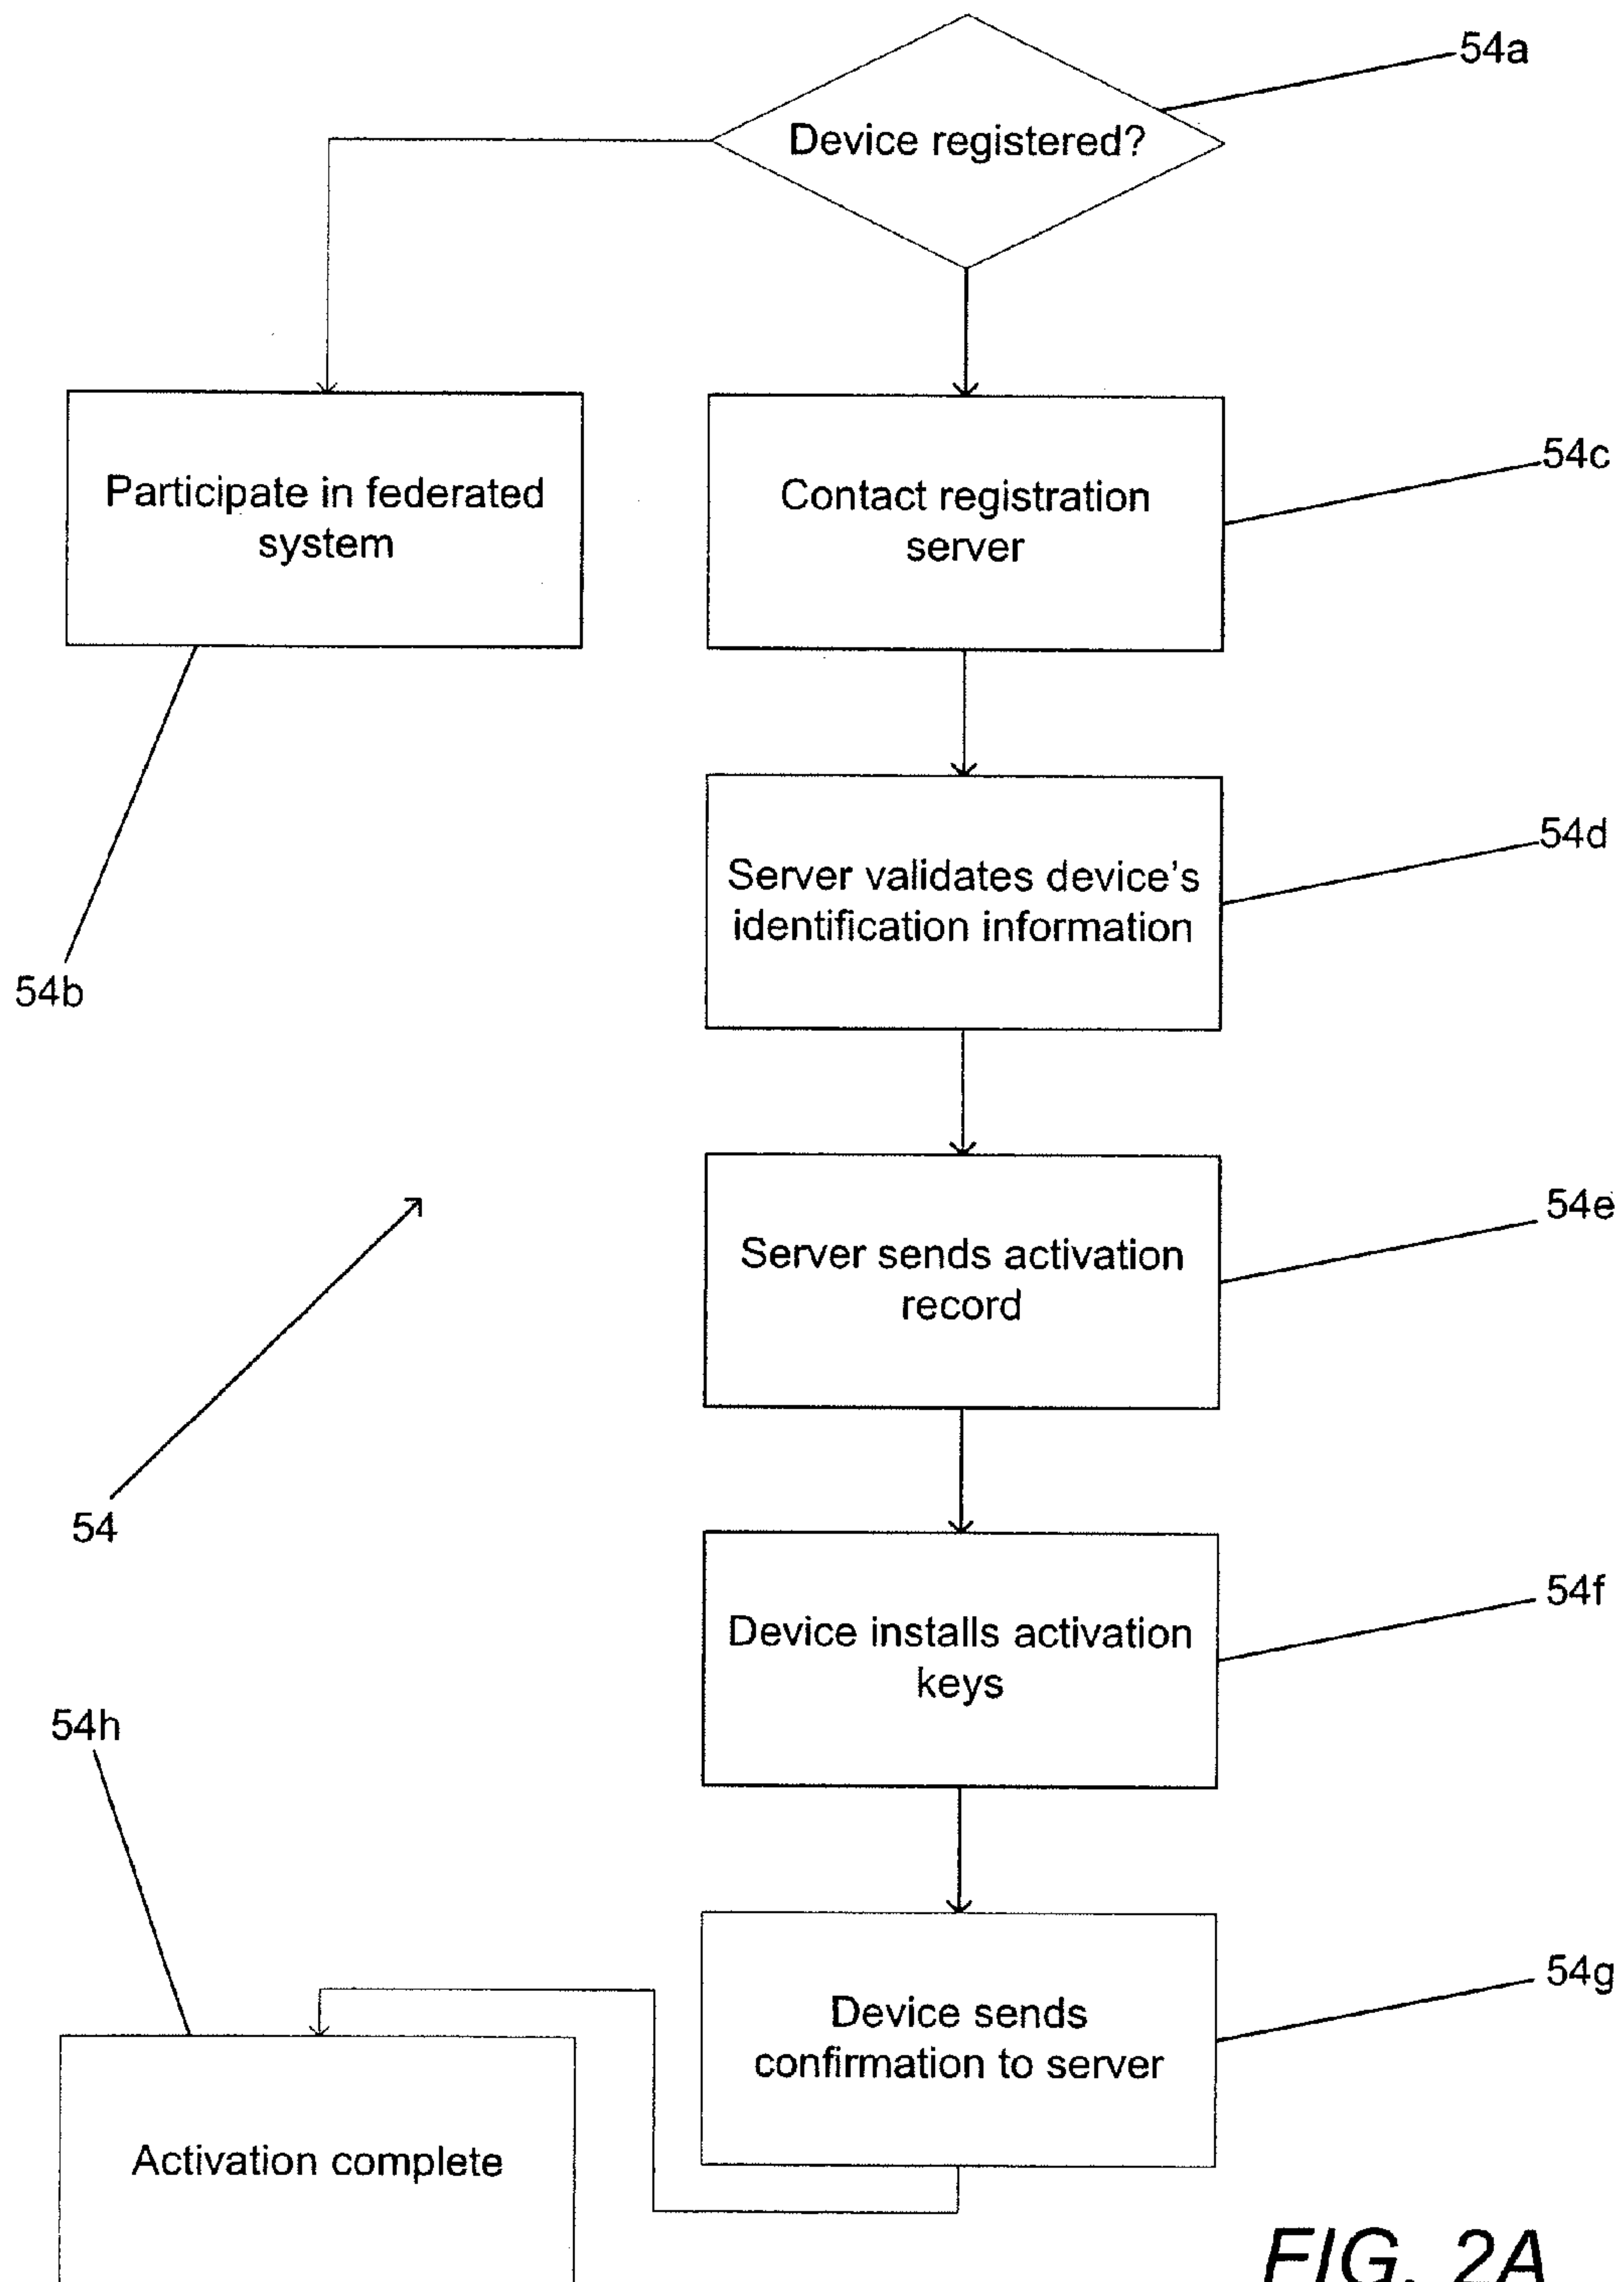 54a
Device registered?
Participate in federated
system
54b
Contact registration
server
54c
Server validates device's
identification information
54d
Server sends activation
record
54e
54
Device installs activation
keys
54f
54h
Device sends
confirmation to server
54g
Activation complete
FIG. 2A